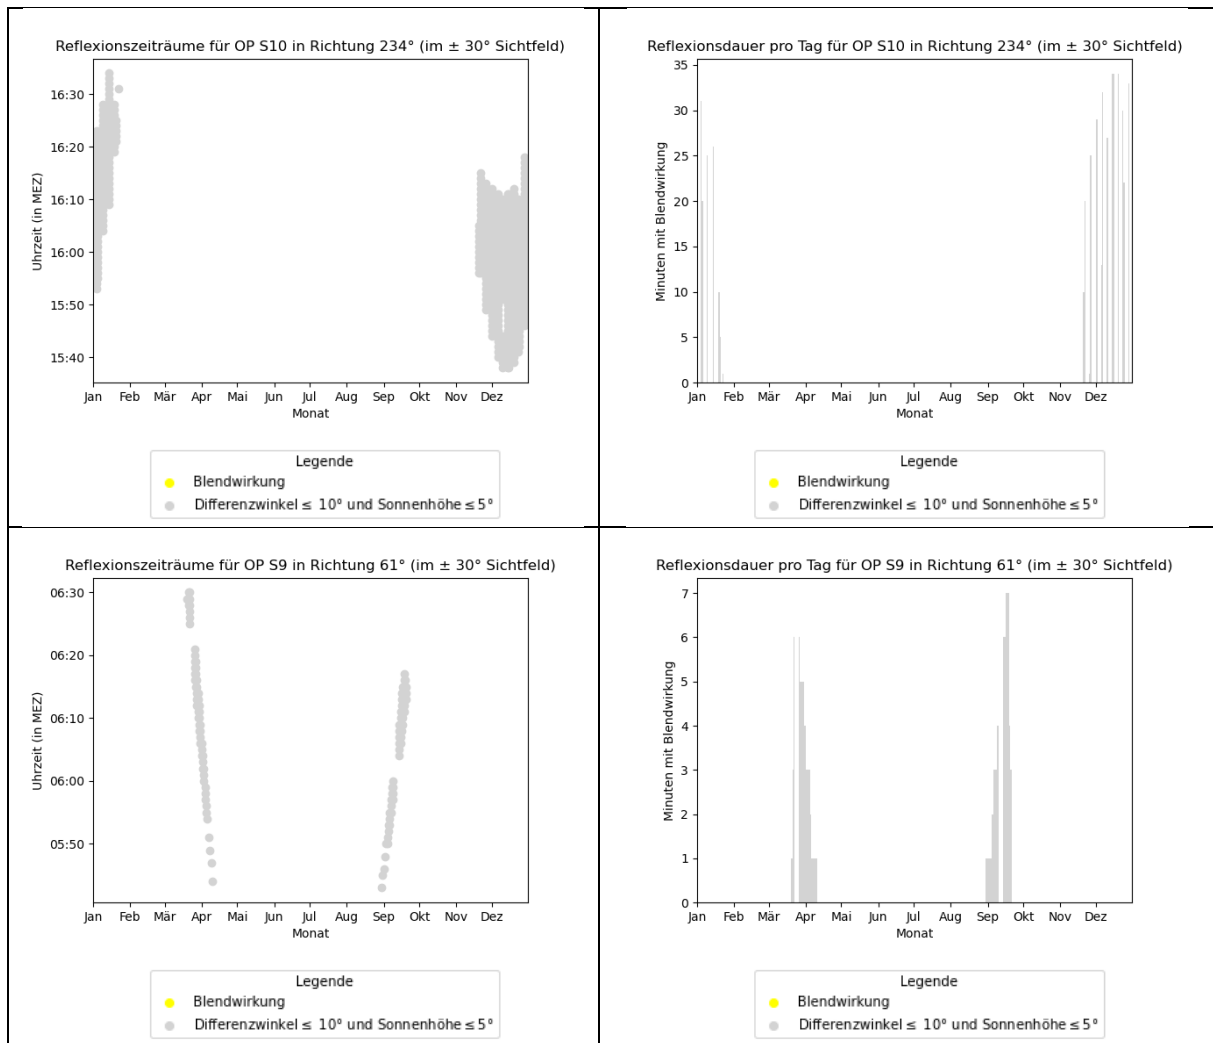 Reflexionszeiträume für OP S10 in Richtung 234° (im ± 30° Sichtfeld)
16:30
16:20
16:10
16:00
15:50
15:40
Uhrzeit (in MEZ)
Jan Feb Mär Apr Mai Jun Jul Aug Sep Okt Nov Dez
Monat
Legende
Blendwirkung
Differenzwinkel ≤ 10° und Sonnenhöhe ≤ 5°
Reflexionsdauer pro Tag für OP S10 in Richtung 234° (im ± 30° Sichtfeld)
35
30
25
20
15
10
5
0
Minuten mit Blendwirkung
Jan Feb Mär Apr Mai Jun Jul Aug Sep Okt Nov Dez
Monat
Legende
Blendwirkung
Differenzwinkel ≤ 10° und Sonnenhöhe ≤ 5°
Reflexionszeiträume für OP S9 in Richtung 61° (im ± 30° Sichtfeld)
06:30
06:20
06:10
06:00
05:50
Uhrzeit (in MEZ)
Jan Feb Mär Apr Mai Jun Jul Aug Sep Okt Nov Dez
Monat
Legende
Blendwirkung
Differenzwinkel ≤ 10° und Sonnenhöhe ≤ 5°
Reflexionsdauer pro Tag für OP S9 in Richtung 61° (im ± 30° Sichtfeld)
7
6
5
4
3
2
1
0
Minuten mit Blendwirkung
Jan Feb Mär Apr Mai Jun Jul Aug Sep Okt Nov Dez
Monat
Legende
Blendwirkung
Differenzwinkel ≤ 10° und Sonnenhöhe ≤ 5°